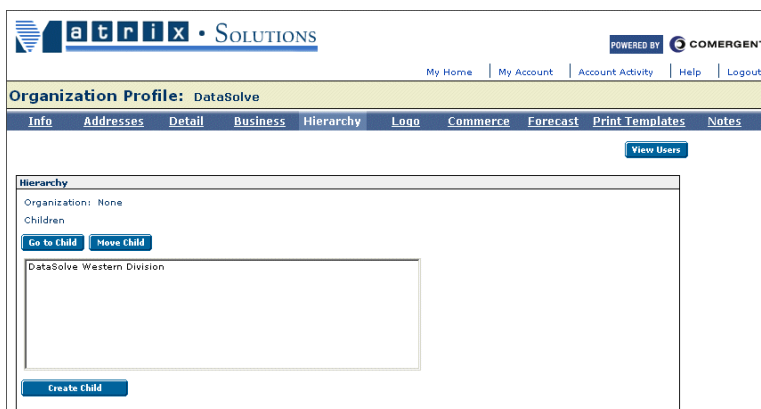 Matrix • SOLUTIONS
POWERED BY COMERGENT
My Home My Account Account Activity Help Logout
Organization Profile: DataSolve
Info Addresses Detail Business Hierarchy Logo Commerce Forecast Print Templates Notes
View Users
Hierarchy
Organization: None
Children
Go to Child Move Child
DataSolve Western Division
Create Child